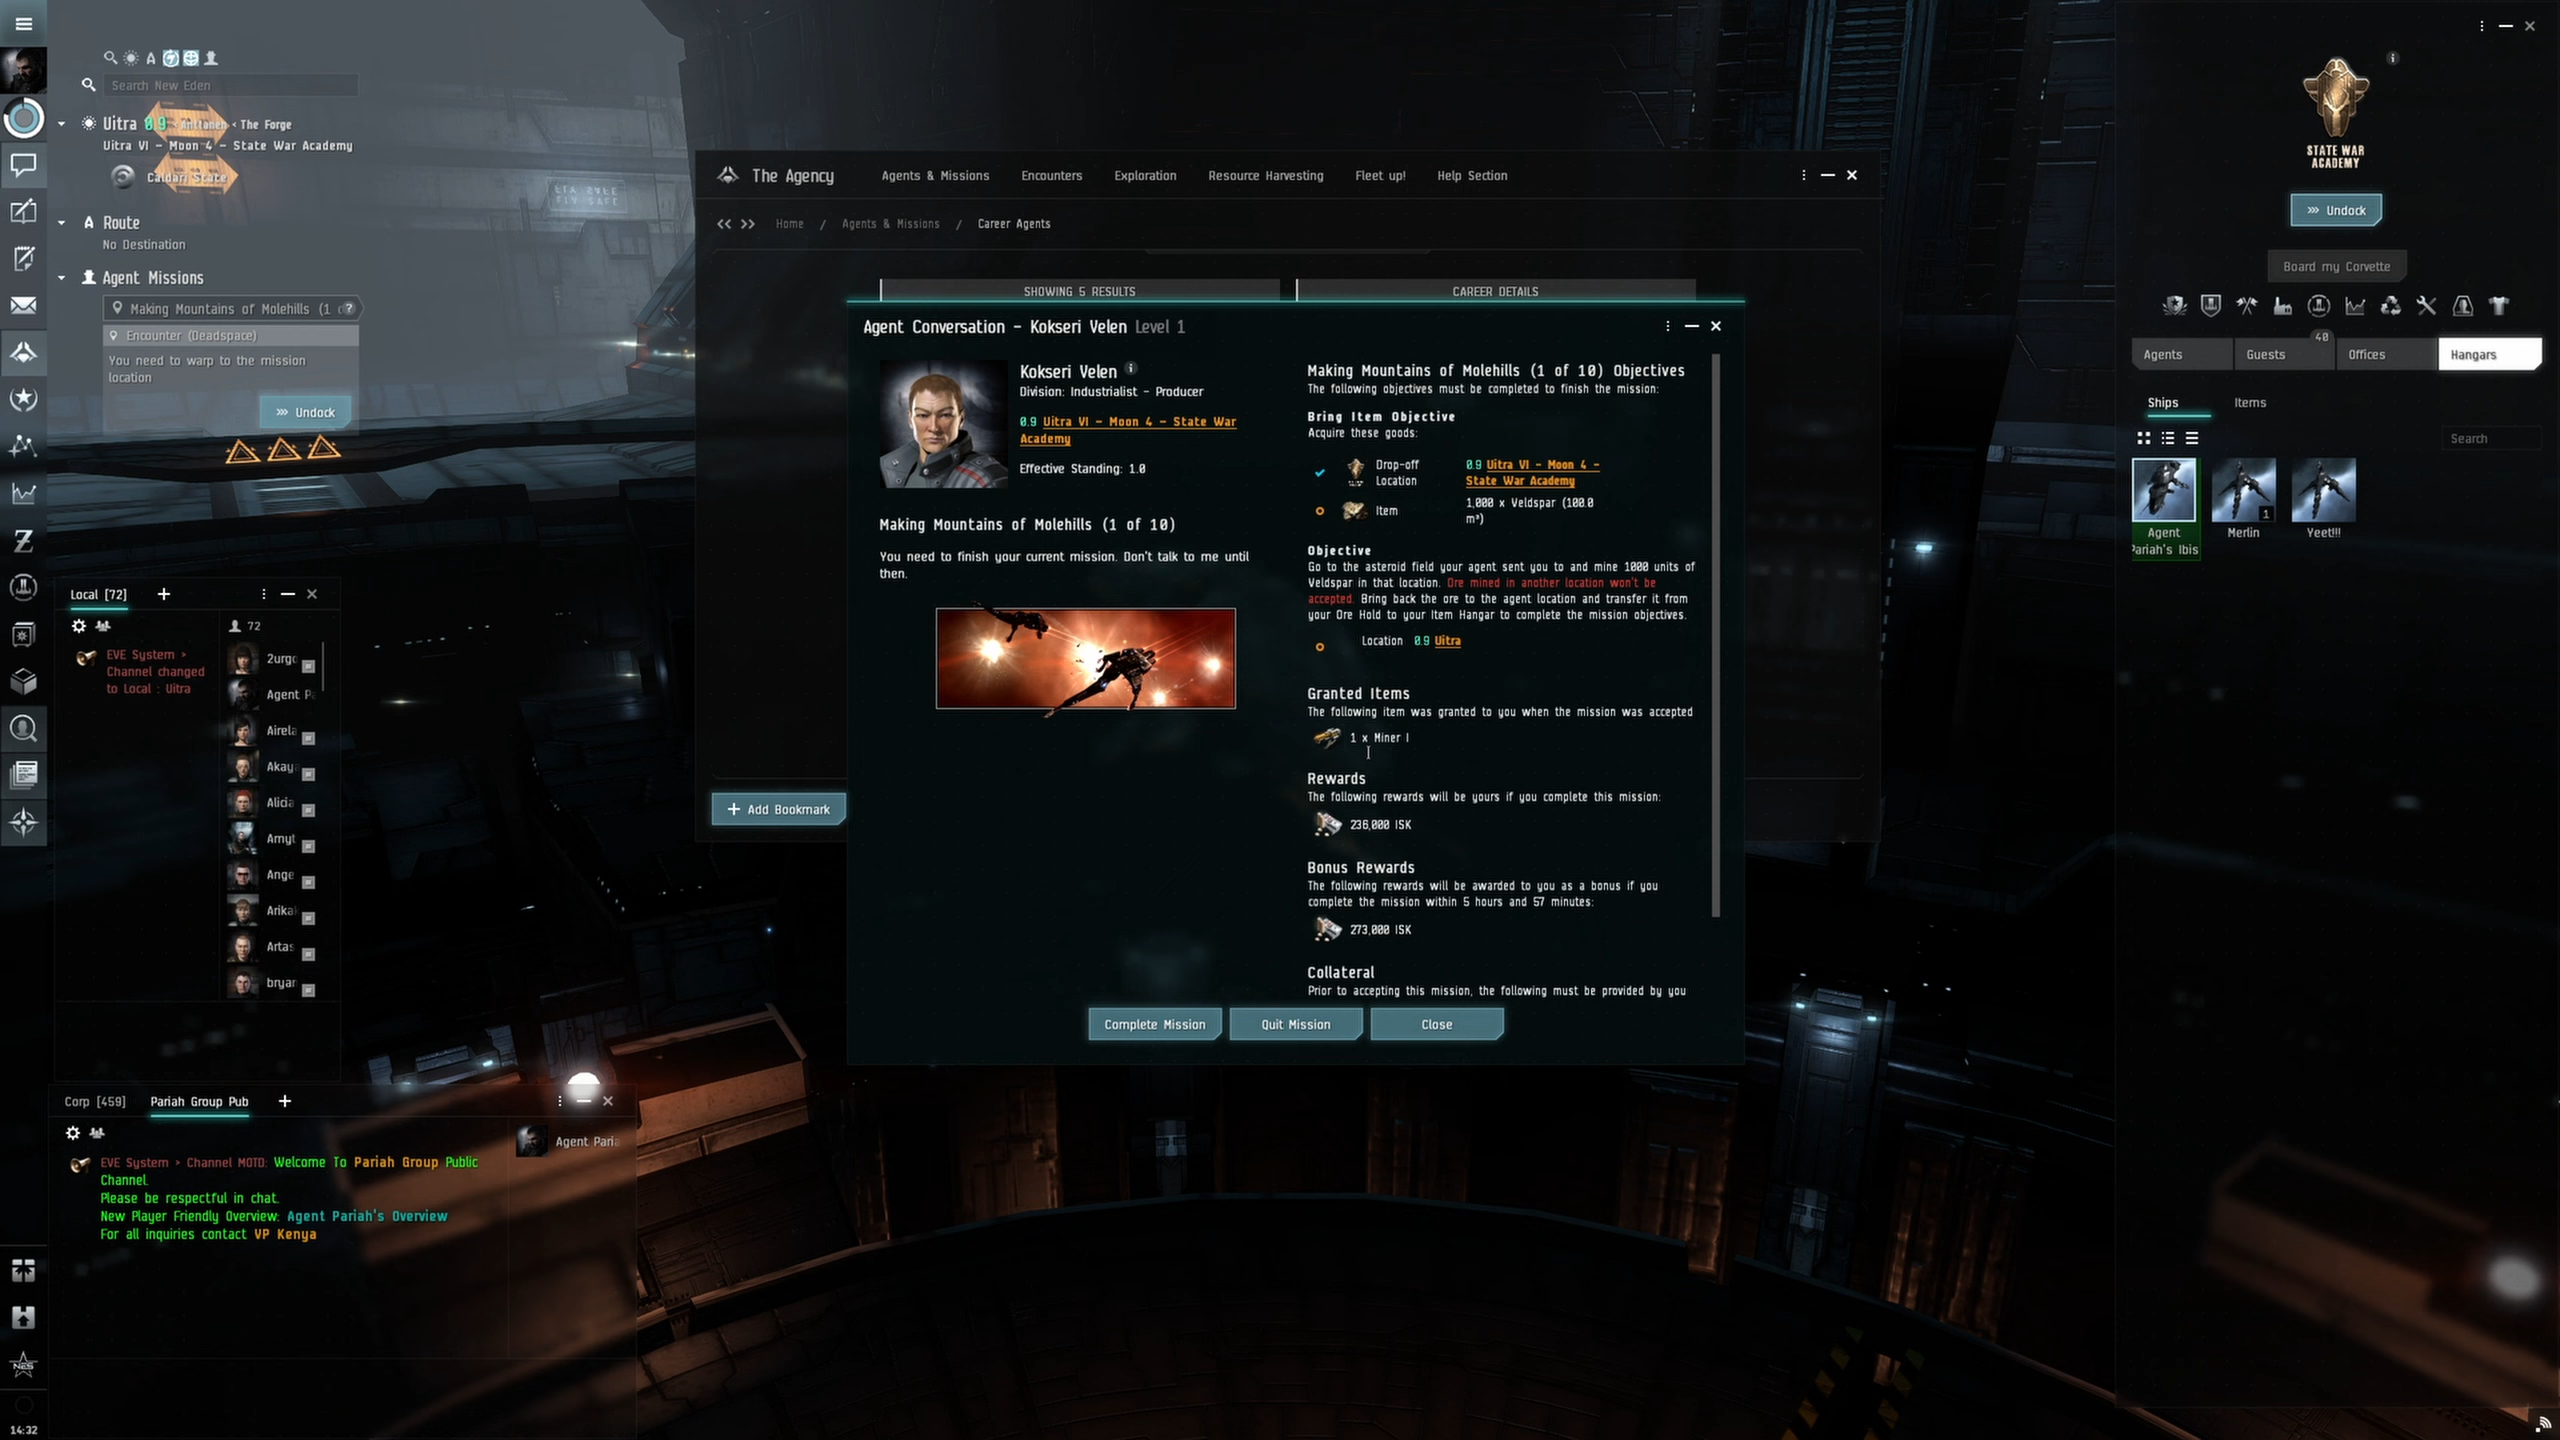 Search New Eden
Uitra 0.9 < Anttanen < The Forge
Uitra VI - Moon 4 - State War Academy
Caldari State
Route
No Destination
Agent Missions
Making Mountains of Molehills (1 o
Encounter (Deadspace)
You need to warp to the mission
location
Undock
FLY SAFE
Local [72]
72
EVE System >
Channel changed
to Local : Uitra
2urgo
Agent Pa
Airela
Akaya
Alicia
Amyt
Ange
Arikal
Artas
bryan
Corp [459]
Pariah Group Pub
Agent Paria
EVE System > Channel MOTD: Welcome To Pariah Group Public
Channel.
Please be respectful in chat.
New Player Friendly Overview: Agent Pariah's Overview
For all inquiries contact VP Kenya
NES
14:32
The Agency
Agents & Missions
Encounters
Exploration
Resource Harvesting
Fleet up!
Help Section
Home / Agents & Missions / Career Agents
SHOWING 5 RESULTS
CAREER DETAILS
Add Bookmark
Agent Conversation - Kokseri Velen Level 1
Kokseri Velen
Division: Industrialist - Producer
0.9 Uitra VI - Moon 4 - State War
Academy
Effective Standing: 1.0
Making Mountains of Molehills (1 of 10)
You need to finish your current mission. Don't talk to me until
then.
Making Mountains of Molehills (1 of 10) Objectives
The following objectives must be completed to finish the mission:
Bring Item Objective
Acquire these goods:
Drop-off
Location
0.9 Uitra VI - Moon 4 -
State War Academy
Item
1,000 x Veldspar (100.0
m³)
Objective
Go to the asteroid field your agent sent you to and mine 1000 units of
Veldspar in that location. Ore mined in another location won't be
accepted. Bring back the ore to the agent location and transfer it from
your Ore Hold to your Item Hangar to complete the mission objectives.
Location 0.9 Uitra
Granted Items
The following item was granted to you when the mission was accepted
1 x Miner I
Rewards
The following rewards will be yours if you complete this mission:
236,000 ISK
Bonus Rewards
The following rewards will be awarded to you as a bonus if you
complete the mission within 5 hours and 57 minutes:
273,000 ISK
Collateral
Prior to accepting this mission, the following must be provided by you
Complete Mission
Quit Mission
Close
STATE WAR
ACADEMY
Undock
Board my Corvette
Agents
Guests
40
Offices
Hangars
Ships
Items
Search
Agent
Pariah's Ibis
1
Merlin
Yeet!!!